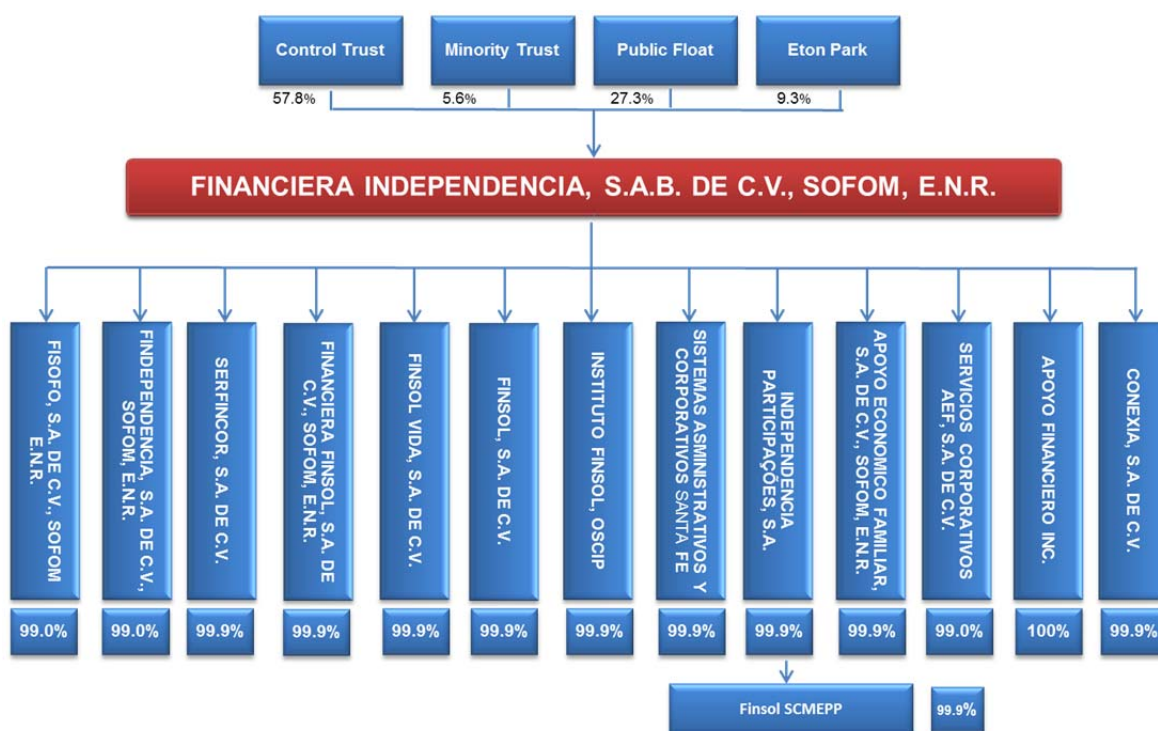 Control Trust
Minority Trust
Public Float
Eton Park
57.8%
5.6%
27.3%
9.3%
FINANCIERA INDEPENDENCIA, S.A.B. DE C.V., SOFOM, E.N.R.
FISOFO, S.A. DE C.V., SOFOM
E.N.R.
FINDEPENDENCIA, S.A. DE C.V.,
SOFOM, E.N.R.
SERFINCOR, S.A. DE C.V.
FINANCIERA FINSOL, S.A. DE
C.V., SOFOM, E.N.R.
FINSOL VIDA, S.A. DE C.V.
FINSOL, S.A. DE C.V.
INSTITUTO FINSOL, OSCIP
SISTEMAS ASMINISTRATIVOS Y
CORPORATIVOS SANTA FE
INDEPENDENCIA
PARTICIPAÇÕES, S.A.
APOYO ECONOMICO FAMILIAR,
S.A. DE C.V., SOFOM, E.N.R.
SERVICIOS CORPORATIVOS
AEF, S.A. DE C.V.
APOYO FINANCIERO INC.
CONEXIA, S.A. DE C.V.
99.0%
99.0%
99.9%
99.9%
99.9%
99.9%
99.9%
99.9%
99.9%
99.9%
99.0%
100%
99.9%
Finsol SCMEPP
99.9%